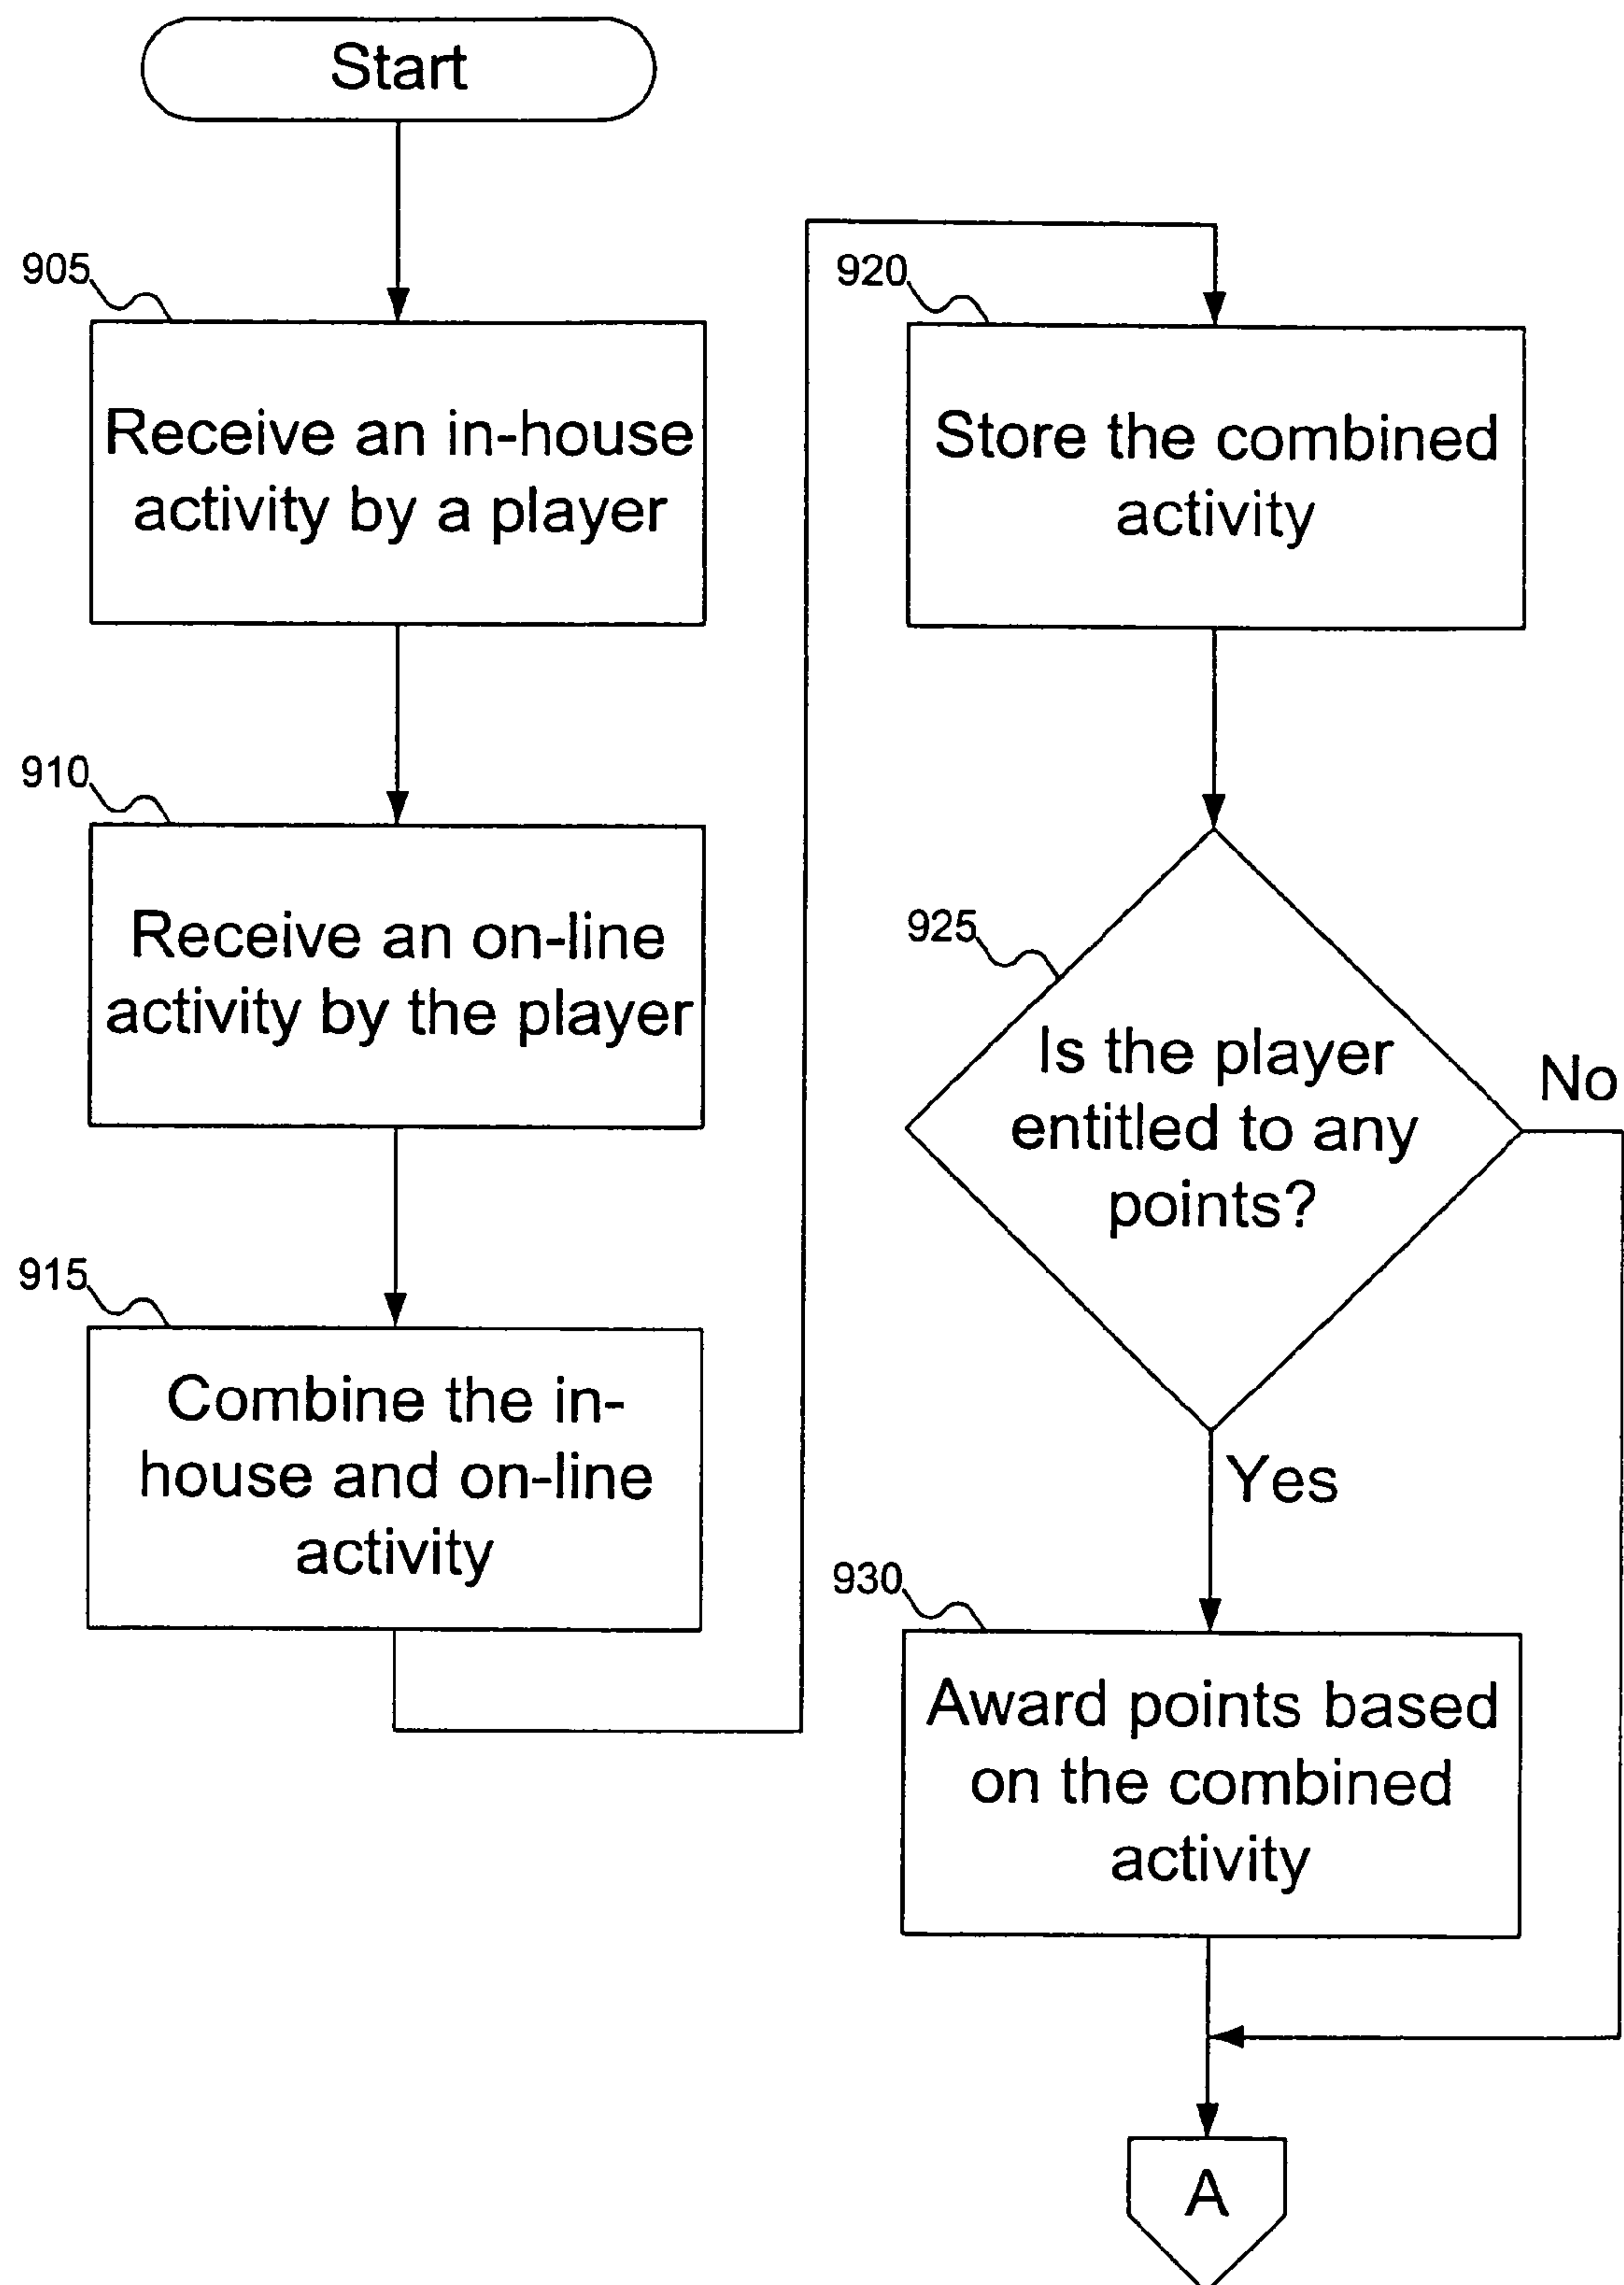 Start
905
Receive an in-house
activity by a player
910
Receive an on-line
activity by the player
915
Combine the in-
house and on-line
activity
920
Store the combined
activity
925
Is the player
entitled to any
points?
No
Yes
930
Award points based
on the combined
activity
A